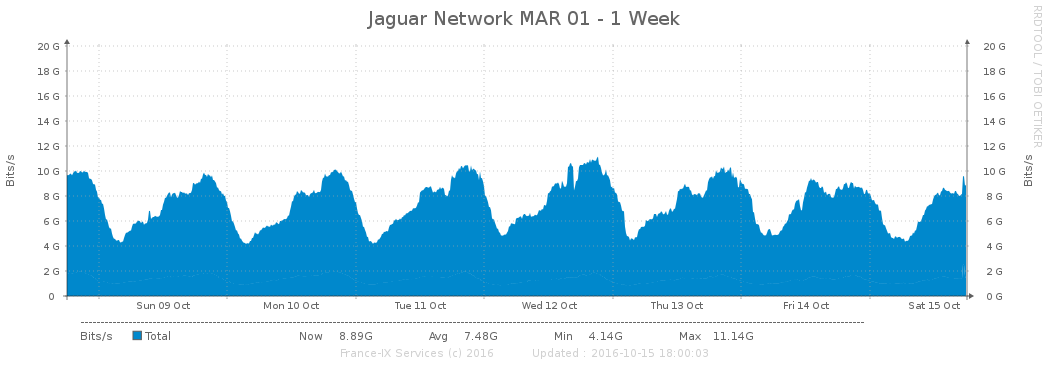 Jaguar Network MAR 01 - 1 Week
RRDTOOL / TOBI OETIKER
Bits/s
20 G 20 G
18 G 18 G
16 G 16 G
14 G 14 G
12 G 12 G
10 G 10 G
8 G 8 G
6 G 6 G
4 G 4 G
2 G 2 G
0 0 G
Bits/s
Sun 09 Oct Mon 10 Oct Tue 11 Oct Wed 12 Oct Thu 13 Oct Fri 14 Oct Sat 15 Oct
Bits/s Total Now 8.89G Avg 7.48G Min 4.14G Max 11.14G
France-IX Services (c) 2016 Updated : 2016-10-15 18:00:03